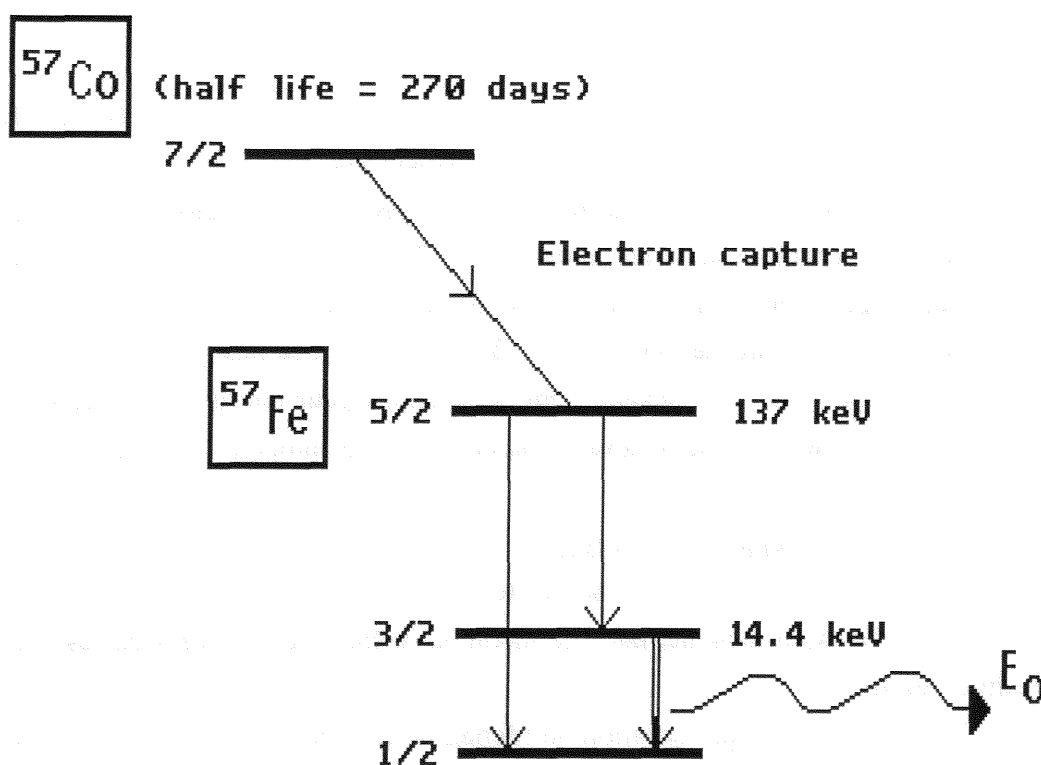 57Co (half life = 270 days)
7/2
Electron capture
57Fe 5/2 137 keV
3/2 14.4 keV
E0
1/2